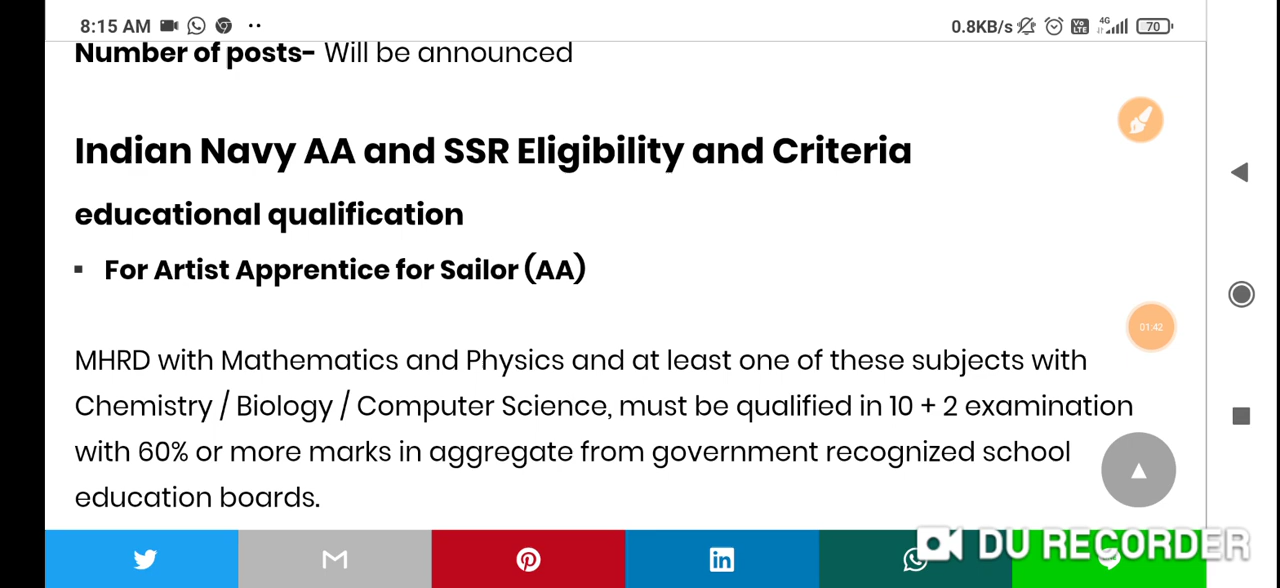 8:15 AM
0.8KB/s
Vo LTE
4G
70
Number of posts- Will be announced
Indian Navy AA and SSR Eligibility and Criteria
educational qualification
▪ For Artist Apprentice for Sailor (AA)
01:42
MHRD with Mathematics and Physics and at least one of these subjects with
Chemistry / Biology / Computer Science, must be qualified in 10 + 2 examination
with 60% or more marks in aggregate from government recognized school
education boards.
DU RECORDER